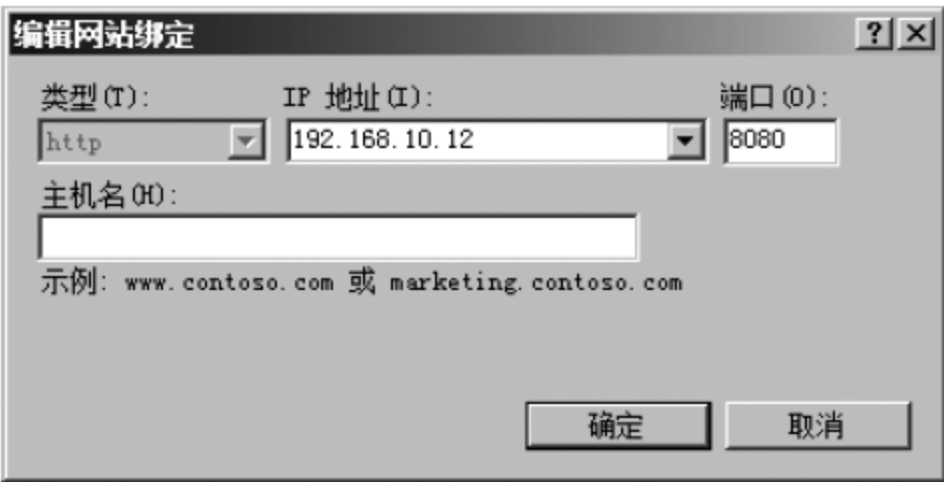 编辑网站绑定
类型(T): IP 地址(I): 端口(O):
http 192.168.10.12 8080
主机名(H):
示例: www.contoso.com 或 marketing.contoso.com
确定 取消